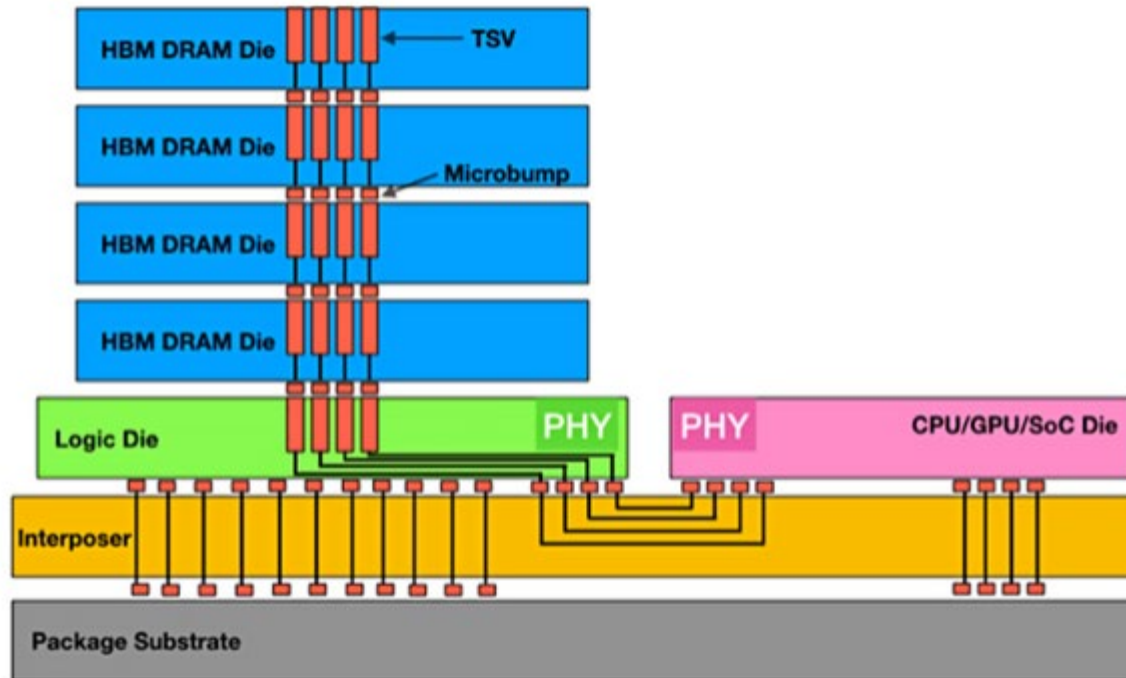 HBM DRAM Die
TSV
HBM DRAM Die
Microbump
HBM DRAM Die
HBM DRAM Die
Logic Die
PHY
PHY
CPU/GPU/SoC Die
Interposer
Package Substrate